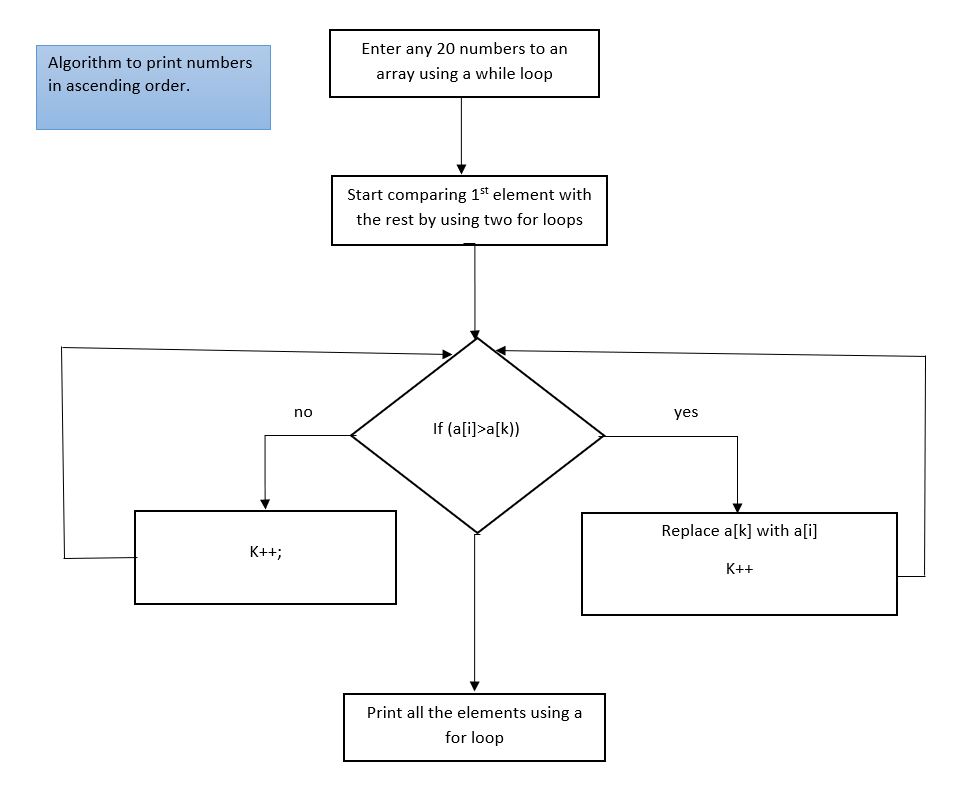 Algorithm to print numbers
in ascending order.
Enter any 20 numbers to an
array using a while loop
Start comparing 1st element with
the rest by using two for loops
no
yes
If (a[i]>a[k))
K++;
Replace a[k] with a[i]
K++
Print all the elements using a
for loop